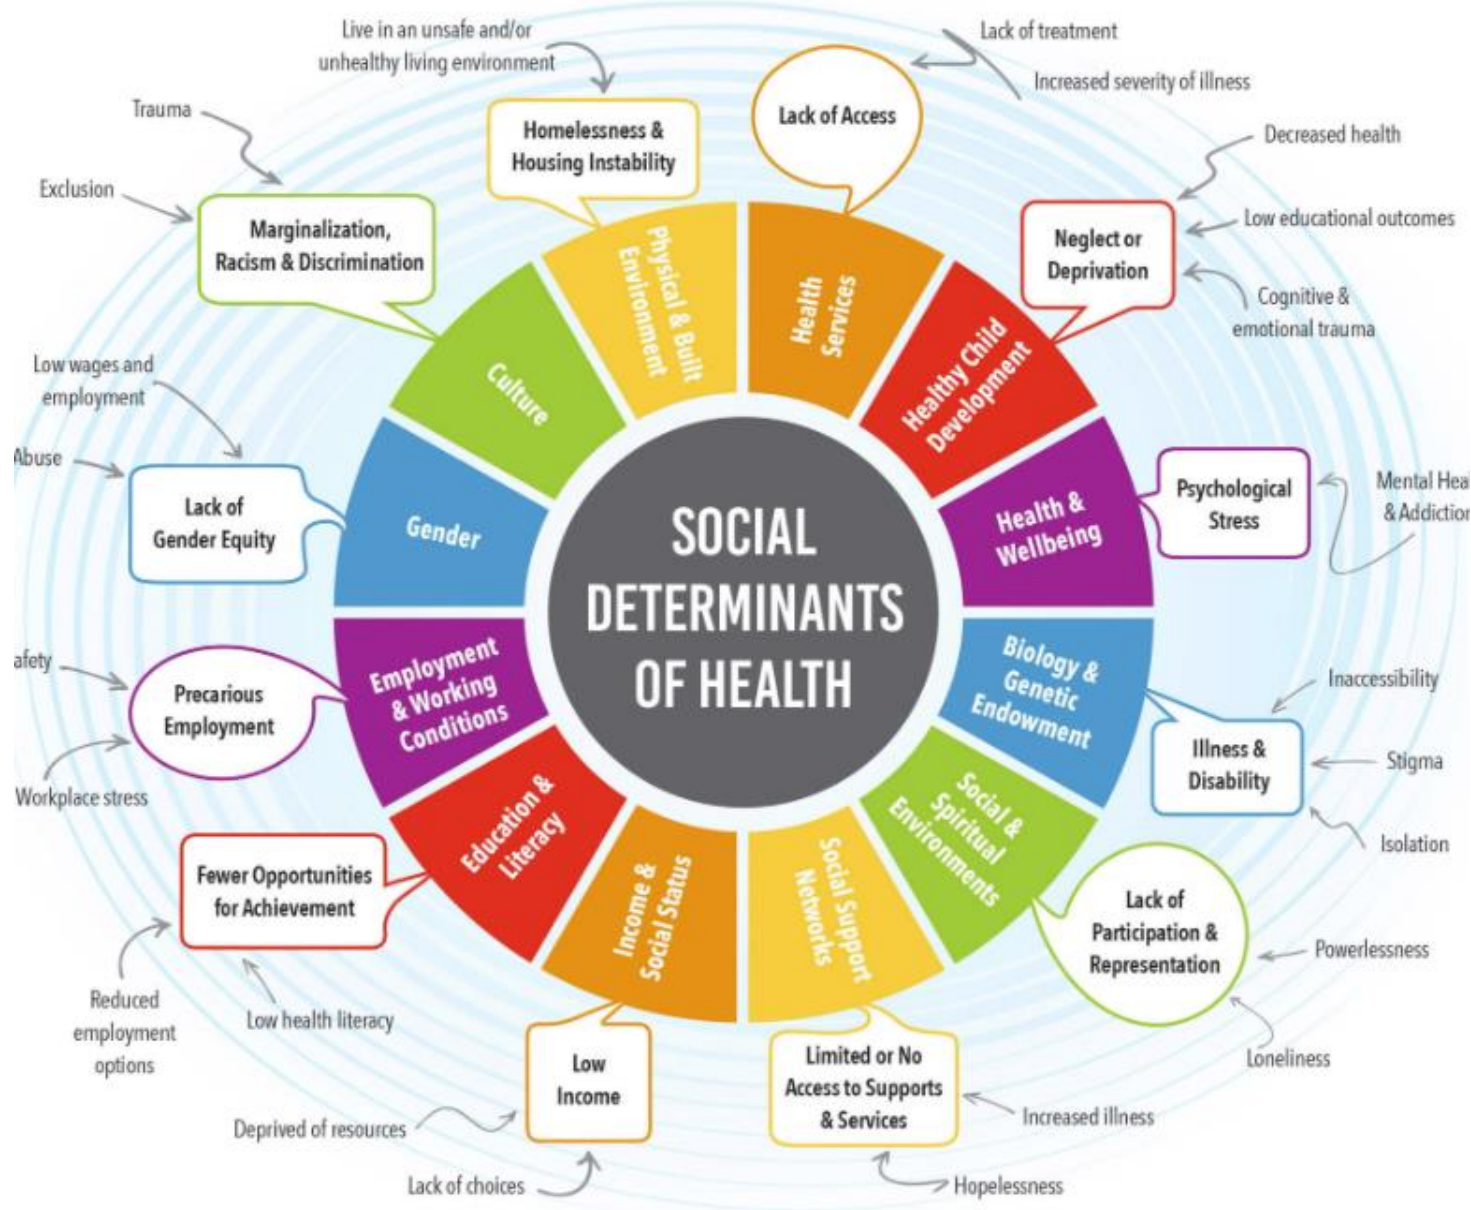 Live in an unsafe and/or
unhealthy living environment
Lack of treatment
Increased severity of illness
Trauma
Homelessness &
Housing Instability
Lack of Access
Decreased health
Exclusion
Marginalization,
Racism & Discrimination
Neglect or
Deprivation
Low educational outcomes
Cognitive &
emotional trauma
Physical & Built
Environment
Health
Services
Culture
Healthy Child
Development
Low wages and
employment
Abuse
Lack of
Gender Equity
Gender
Health &
Wellbeing
Psychological
Stress
Mental Heal
& Addiction
SOCIAL
DETERMINANTS
OF HEALTH
afety
Precarious
Employment
Workplace stress
Employment
& Working
Conditions
Biology &
Genetic
Endowment
Illness &
Disability
Inaccessibility
Stigma
Isolation
Education &
Literacy
Income &
Social Status
Social Support
Networks
Social &
Spiritual
Environments
Fewer Opportunities
for Achievement
Lack of
Participation &
Representation
Powerlessness
Loneliness
Reduced
employment
options
Low health literacy
Low
Income
Limited or No
Access to Supports
& Services
Deprived of resources
Lack of choices
Increased illness
Hopelessness